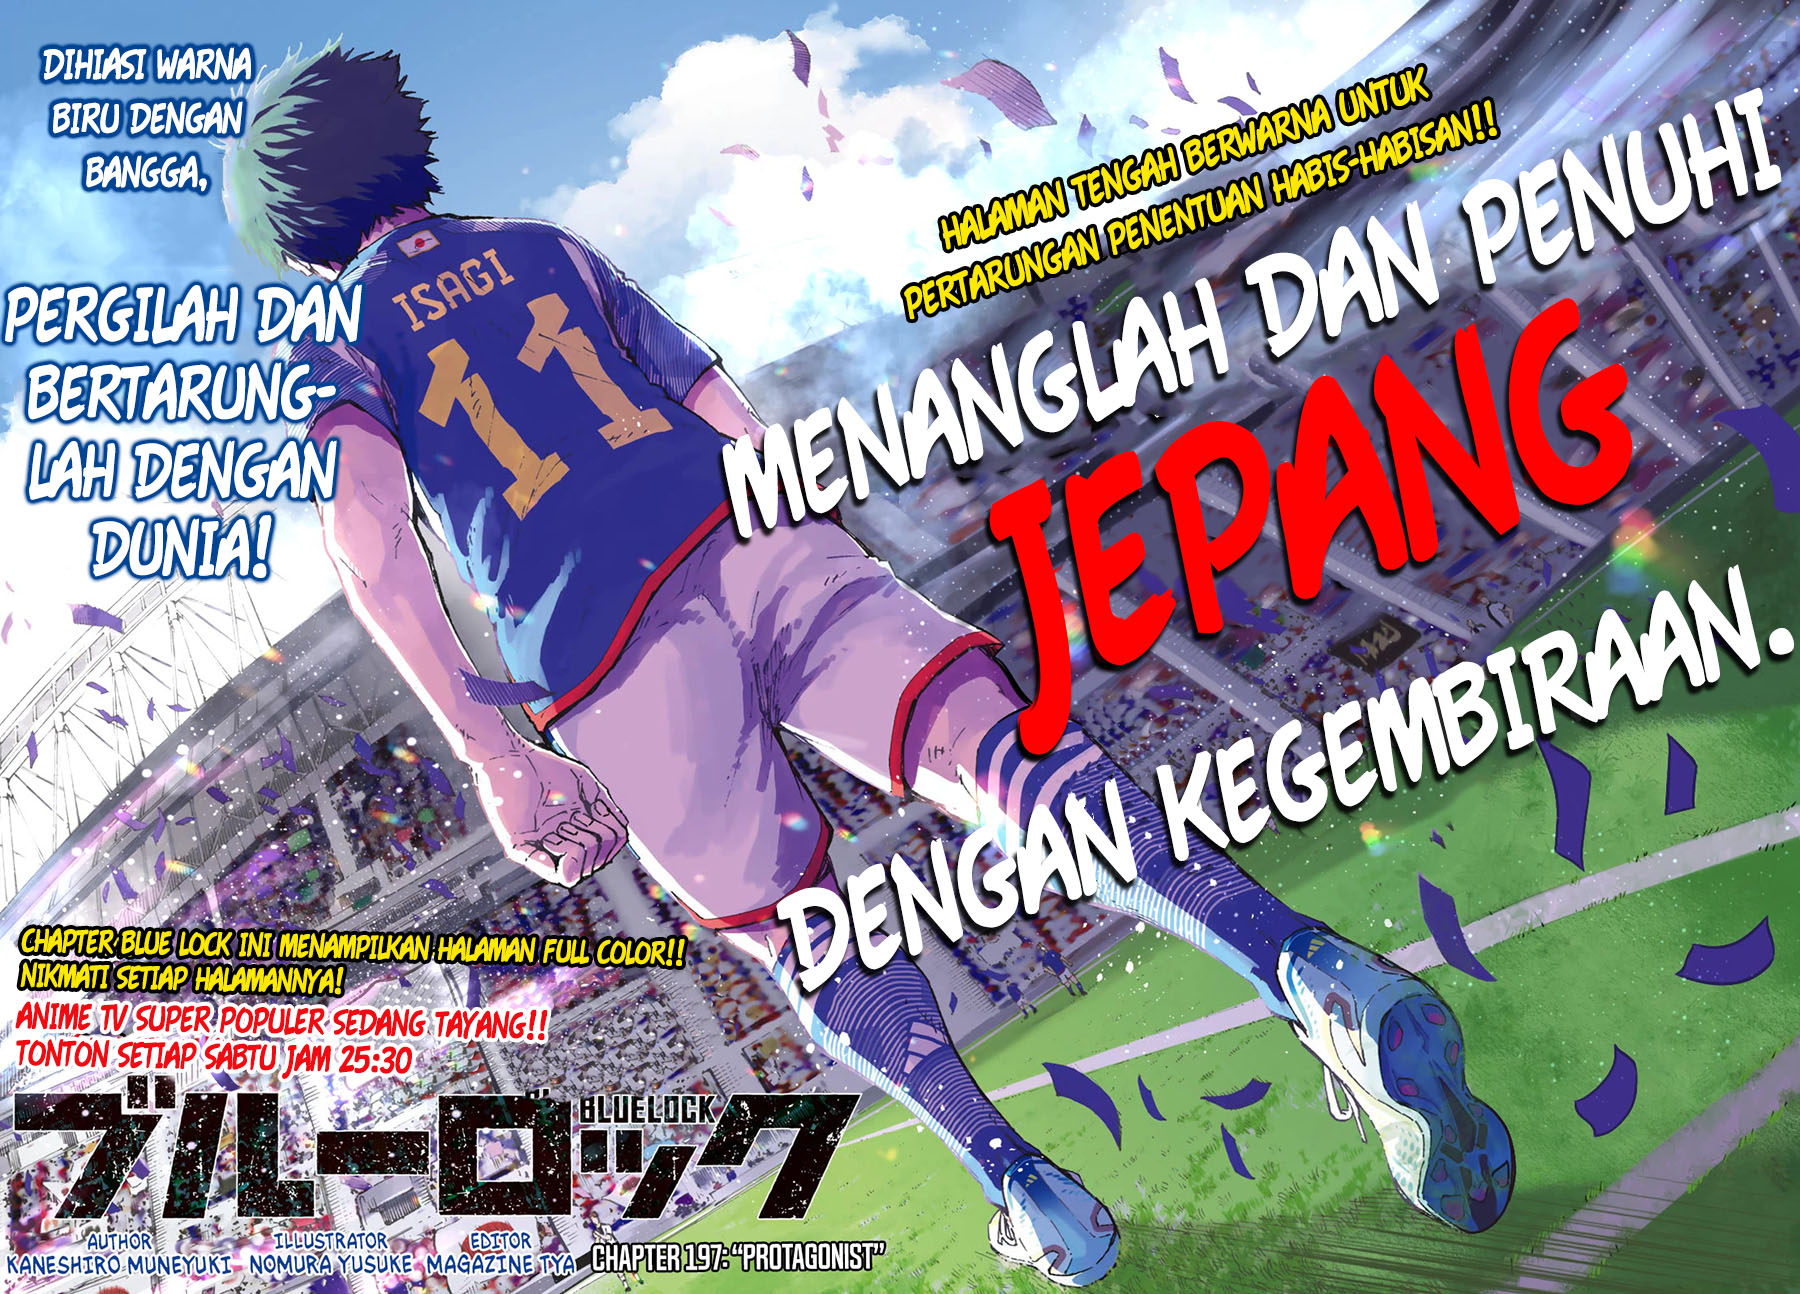 DIHIASI WARNA
BIRU DENGAN
BANGGA,
PERGILAH DAN
BERTARUNG-
LAH DENGAN
DUNIA!
HALAMAN TENGAH BERWARNA UNTUK
PERTARUNGAN PENENTUAN HABIS-HABISAN!!
MENANGLAH DAN PENUHI
JEPANG
DENGAN KEGEMBIRAAN.
ISAGI
11
CHAPTER BLUE LOCK INI MENAMPILKAN HALAMAN FULL COLOR!!
NIKMATI SETIAP HALAMANNYA!
ANIME TV SUPER POPULER SEDANG TAYANG!!
TONTON SETIAP SABTU JAM 25:30
ブルーロック
BLUELOCK
AUTHOR
KANESHIRO MUNEYUKI
ILLUSTRATOR
NOMURA YUSUKE
EDITOR
MAGAZINE TYA
CHAPTER 197: "PROTAGONIST"